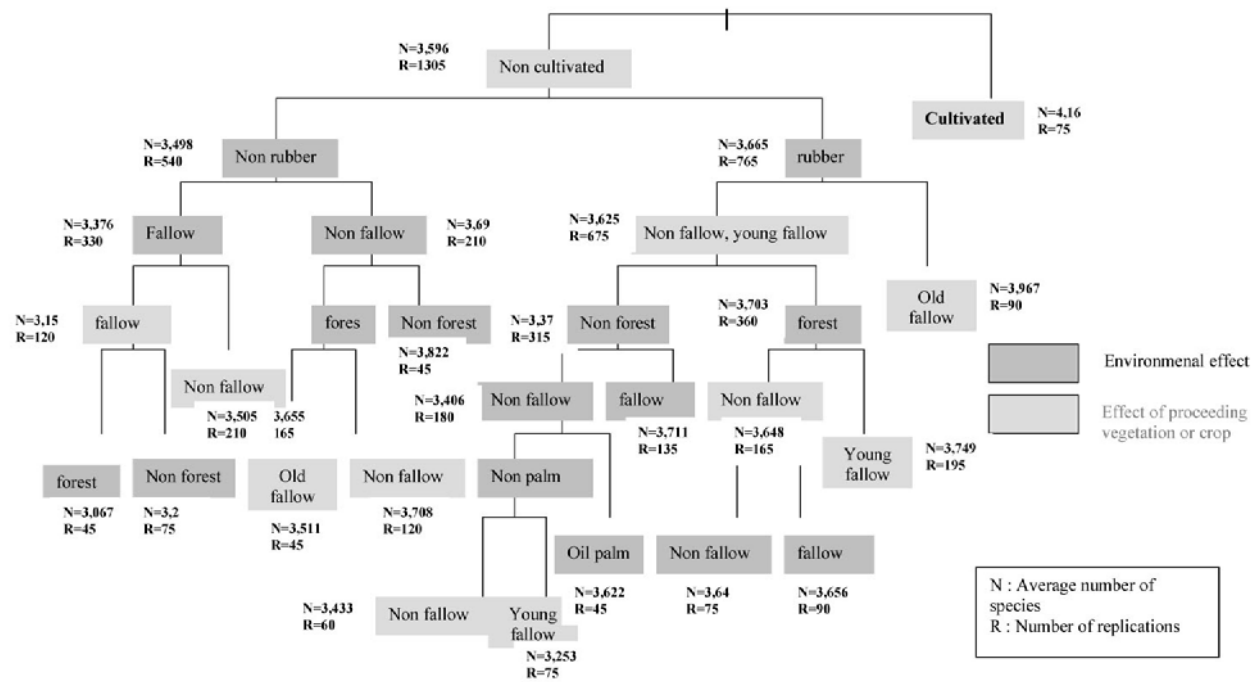 N=3,596
R=1305
Non cultivated
Cultivated
N=4,16
R=75
N=3,498
R=540
Non rubber
N=3,665
R=765
rubber
N=3,376
R=330
Fallow
Non fallow
N=3,69
R=210
N=3,625
R=675
Non fallow, young fallow
Old
fallow
N=3,967
R=90
N=3,15
R=120
fallow
fores
Non forest
N=3,822
R=45
N=3,37
R=315
Non forest
N=3,703
R=360
forest
Environmenal effect
Effect of proceeding
vegetation or crop
Non fallow
N=3,505
R=210
3,655
165
N=3,406
R=180
Non fallow
fallow
N=3,711
R=135
Non fallow
N=3,648
R=165
Young
fallow
N=3,749
R=195
forest
N=3,067
R=45
Non forest
N=3,2
R=75
Old
fallow
N=3,511
R=45
Non fallow
N=3,708
R=120
Non palm
Oil palm
N=3,622
R=45
Non fallow
N=3,64
R=75
fallow
N=3,656
R=90
N=3,433
R=60
Non fallow
Young
fallow
N=3,253
R=75
N : Average number of
species
R : Number of replications